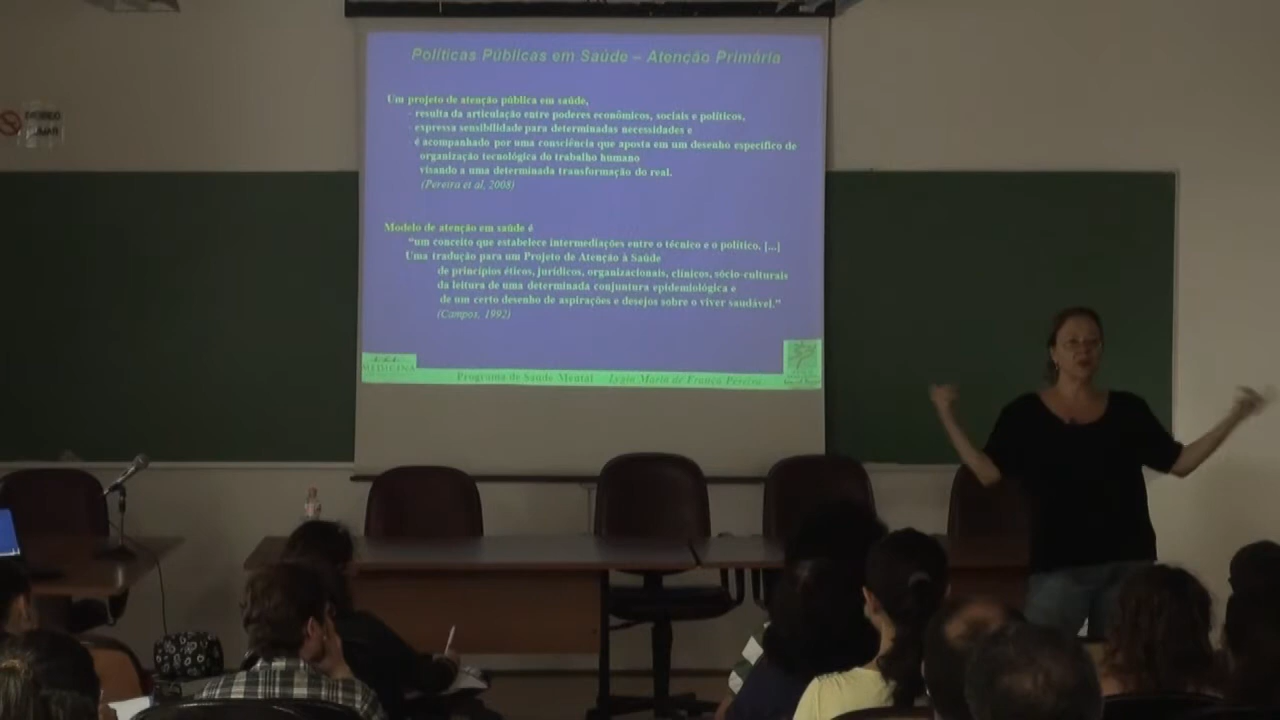 Políticas Públicas em Saúde – Atenção Primária
Um projeto de atenção pública em saúde,
- resulta da articulação entre poderes econômicos, sociais e políticos,
- expressa sensibilidade para determinadas necessidades e
é acompanhado por uma consciência que aposta em um desenho específico de
organização tecnológica do trabalho humano
visando a uma determinada transformação do real.
(Pereira et al, 2008)
Modelo de atenção em saúde é
"um conceito que estabelece intermediações entre o técnico e o político. [...]
Uma tradução para um Projeto de Atenção à Saúde
de princípios éticos, jurídicos, organizacionais, clínicos, sócio-culturais
da leitura de uma determinada conjuntura epidemiológica e
de um certo desenho de aspirações e desejos sobre o viver saudável."
(Campos, 1992)
MEDICINA
Programa de Saúde Mental Lygia Maria de França Pereira